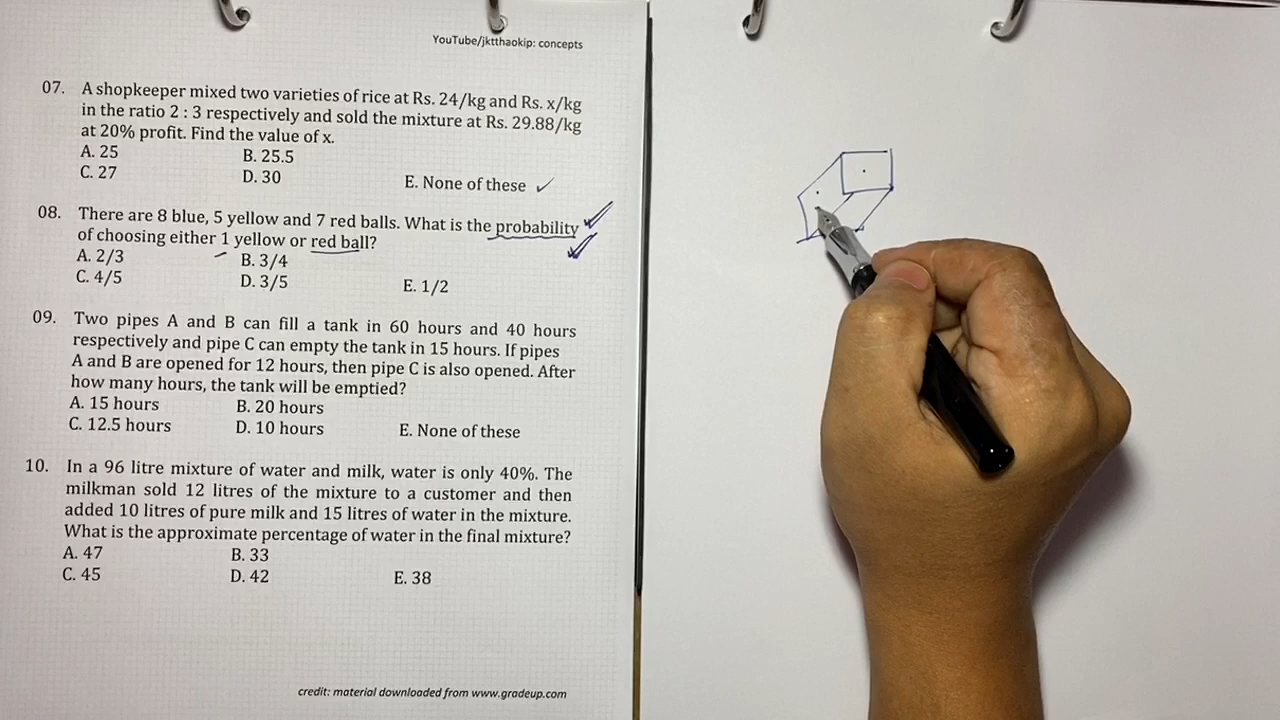 YouTube/jktthaokip: concepts
07. A shopkeeper mixed two varieties of rice at Rs. 24/kg and Rs. x/kg
in the ratio 2 : 3 respectively and sold the mixture at Rs. 29.88/kg
at 20% profit. Find the value of x.
A. 25 B. 25.5
C. 27 D. 30 E. None of these
08. There are 8 blue, 5 yellow and 7 red balls. What is the probability
of choosing either 1 yellow or red ball?
A. 2/3 B. 3/4
C. 4/5 D. 3/5 E. 1/2
09. Two pipes A and B can fill a tank in 60 hours and 40 hours
respectively and pipe C can empty the tank in 15 hours. If pipes
A and B are opened for 12 hours, then pipe C is also opened. After
how many hours, the tank will be emptied?
A. 15 hours B. 20 hours
C. 12.5 hours D. 10 hours E. None of these
10. In a 96 litre mixture of water and milk, water is only 40%. The
milkman sold 12 litres of the mixture to a customer and then
added 10 litres of pure milk and 15 litres of water in the mixture.
What is the approximate percentage of water in the final mixture?
A. 47 B. 33
C. 45 D. 42 E. 38
credit: material downloaded from www.gradeup.com